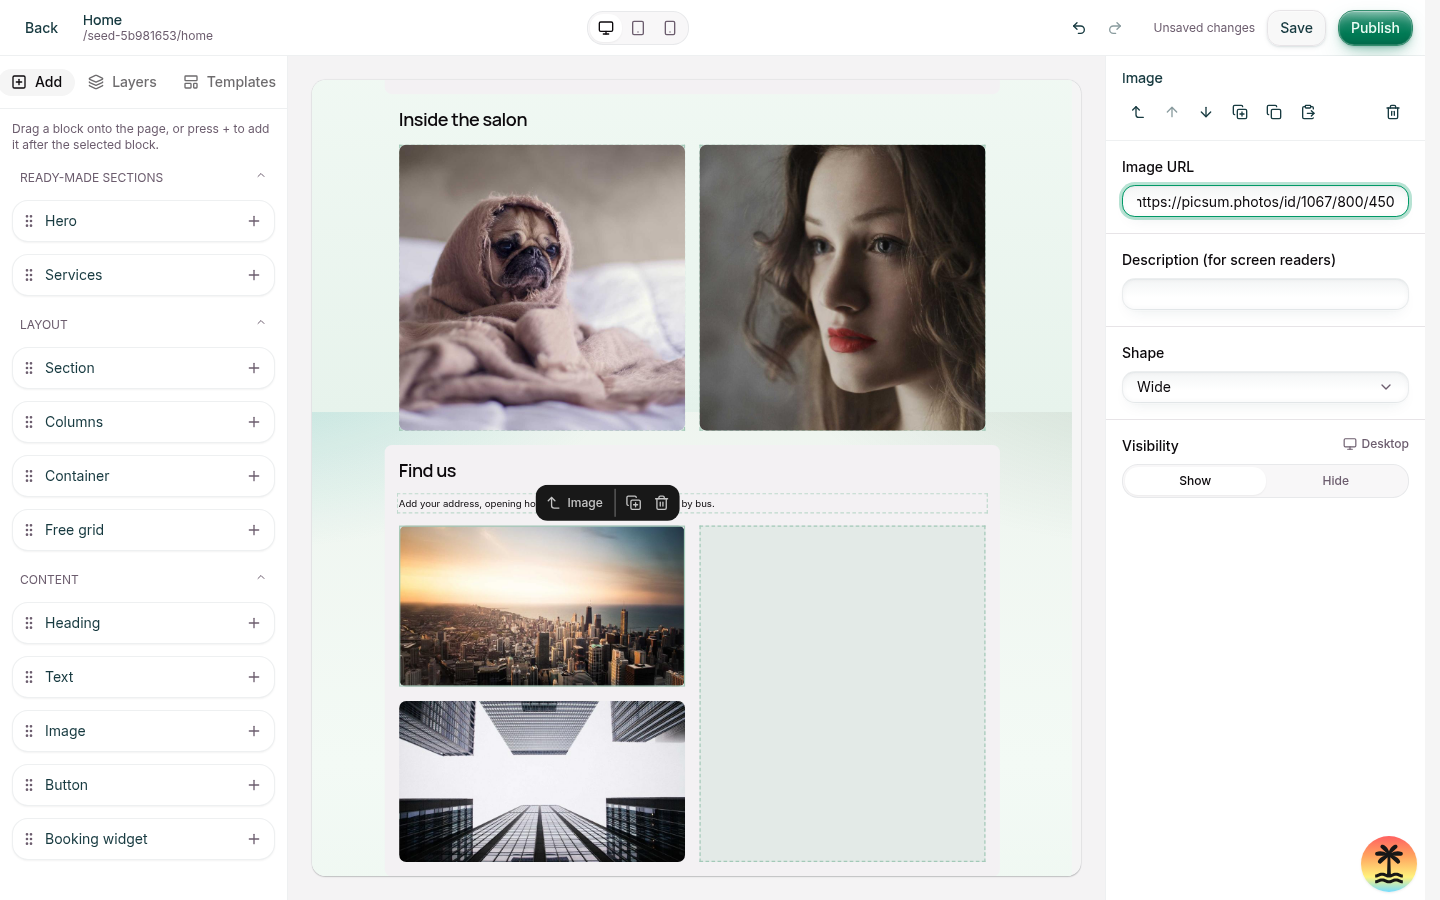 Back
Home
/seed-5b981653/home
Unsaved changes
Save
Publish
Add
Layers
Templates
Drag a block onto the page, or press + to add
it after the selected block.
READY-MADE SECTIONS
Hero
Services
LAYOUT
Section
Columns
Container
Free grid
CONTENT
Heading
Text
Image
Button
Booking widget
Inside the salon
Find us
Add your address, opening ho
by bus.
Image
Image
Image URL
https://picsum.photos/id/1067/800/450
Description (for screen readers)
Shape
Wide
Visibility
Desktop
Show
Hide